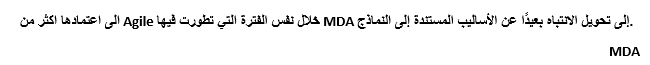 .إلى تحويل الانتباه بعيدًا عن الأساليب المستندة إلى النماذج MDA خلال نفس الفترة التي تطورت فيها Agile الى اعتمادها اكثر من
MDA